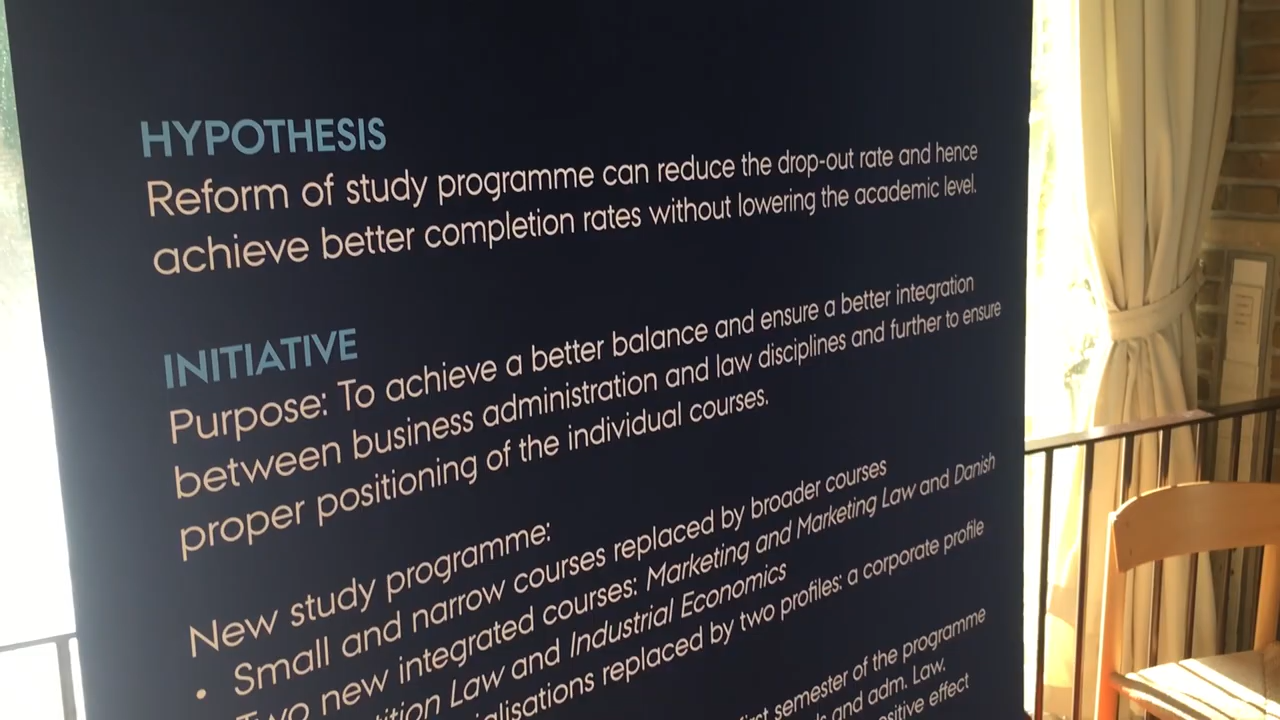 HYPOTHESIS
Reform of study programme can reduce the drop-out rate and hence
achieve better completion rates without lowering the academic level.
INITIATIVE
Purpose: To achieve a better balance and ensure a better integration
between business administration and law disciplines and further to ensure
proper positioning of the individual courses.
New study programme:
• Small and narrow courses replaced by broader courses
Two new integrated courses: Marketing and Marketing Law and Danish
Law and Industrial Economics
replaced by two profiles: a corporate profile
semester of the programme
and adm. Law.
effect